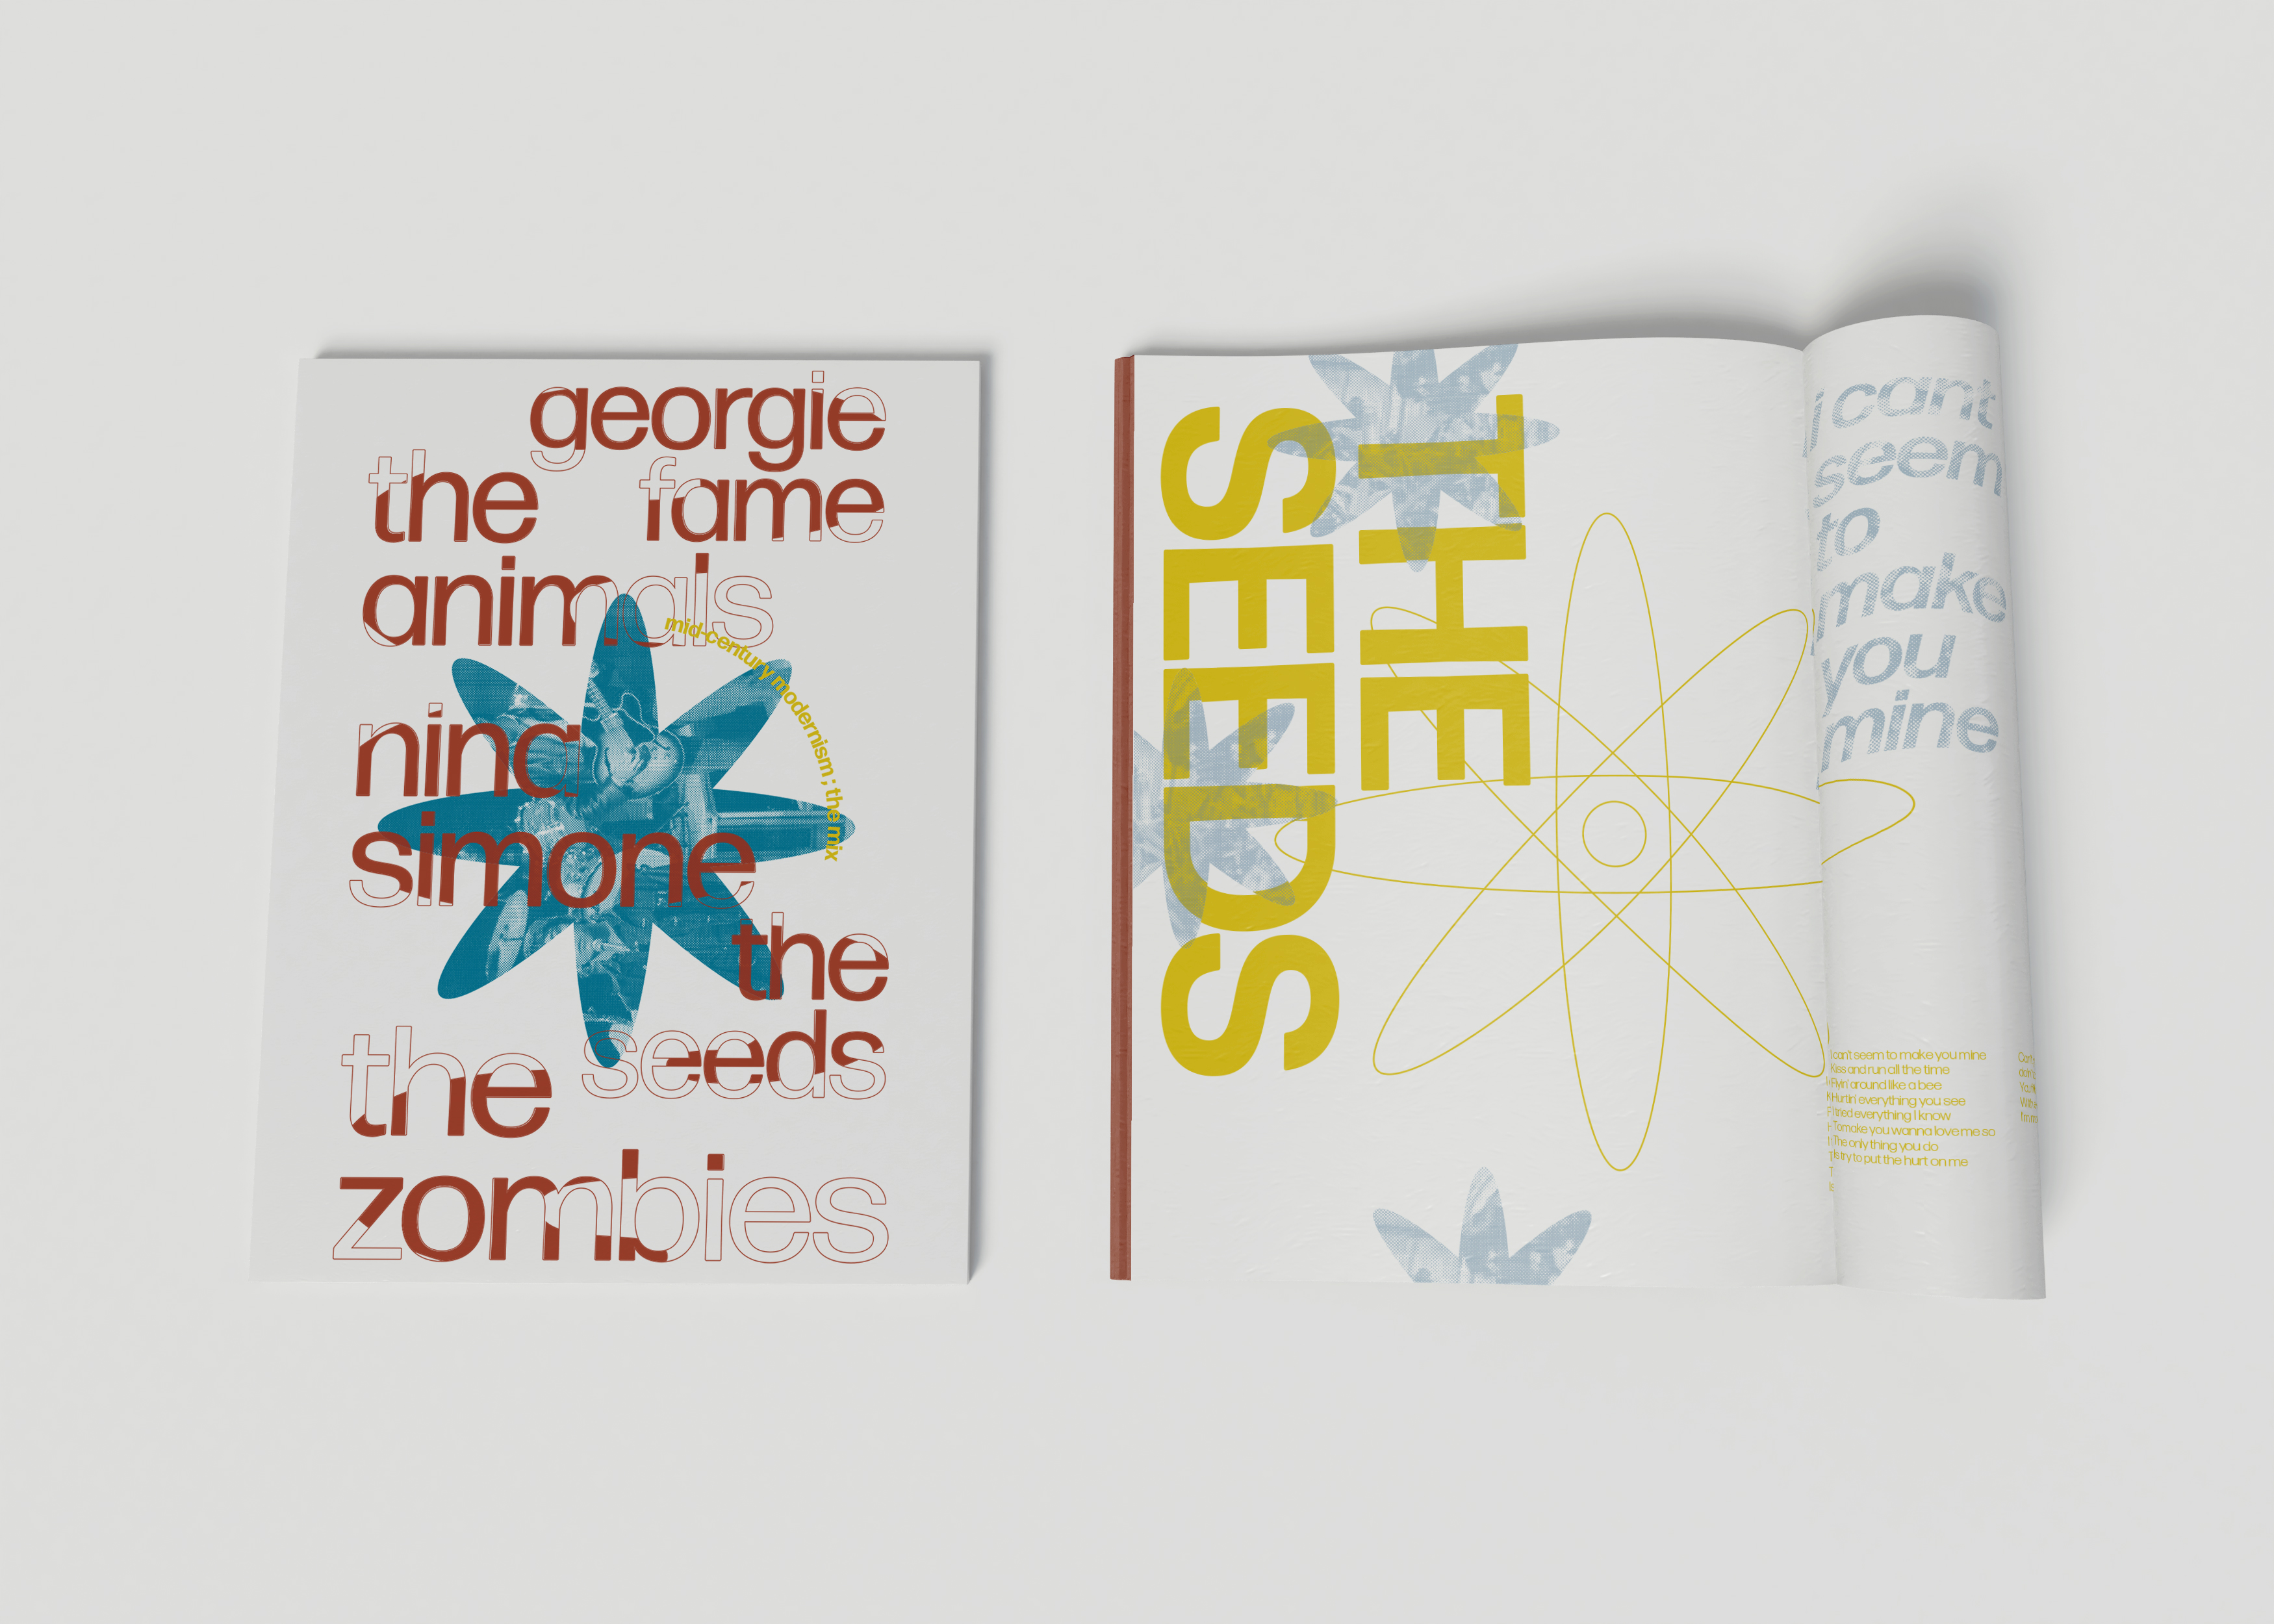 georgie
fame
the
animals
mid-century modernism ; the mix
nina
simone
the
seeds
the
zombies
THE
SEEDS
i cant
seem
to
make
you
mine
I can't seem to make you mine
Kiss and run all the time
Flyin' around like a bee
Hurtin' everything you see
I tried everything I know
To make you wanna love me so
The only thing you do
Is try to put the hurt on me